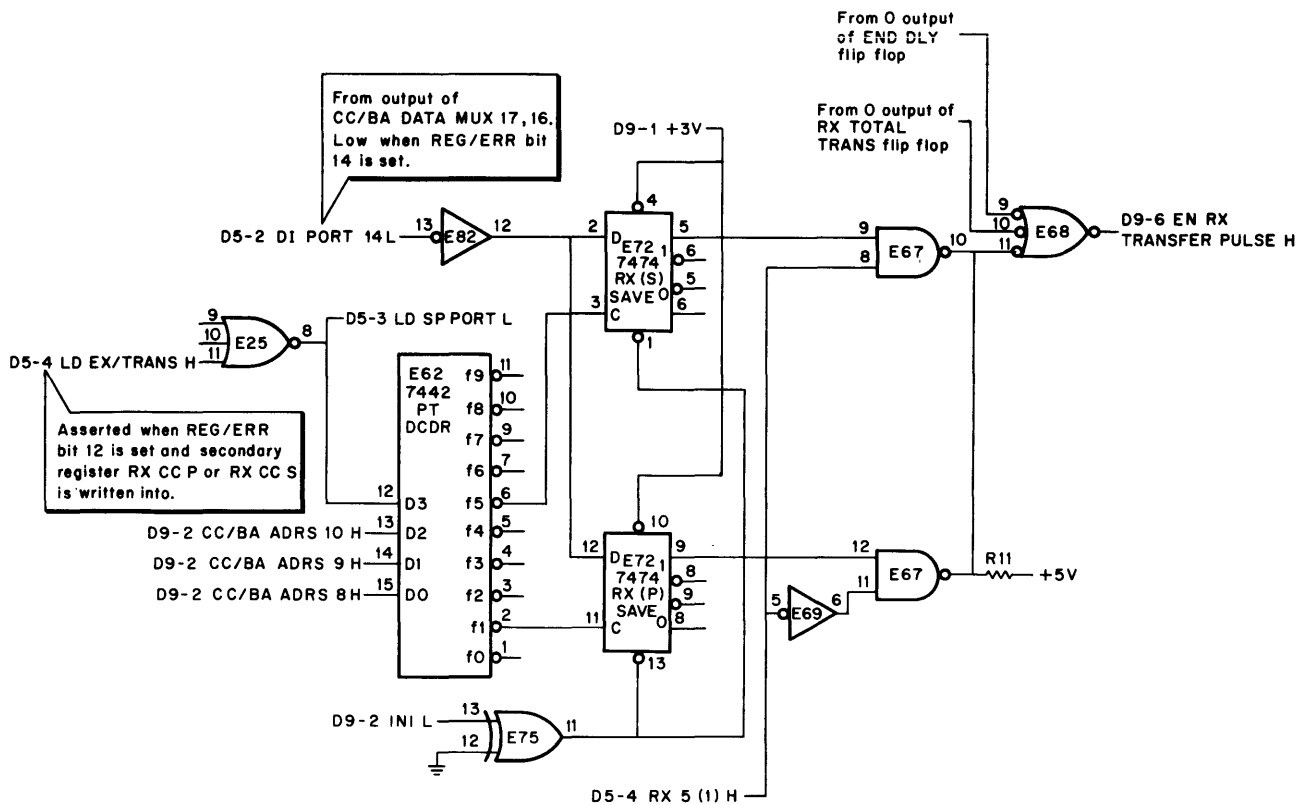 From O output
of END DLY
flip flop
From O output of
RX TOTAL
TRANS flip flop
From output of
CC/BA DATA MUX 17, 16.
Low when REG/ERR bit
14 is set.
D9-1 +3V
4
9
10
11
E68
D9-6 EN RX
TRANSFER PULSE H
D5-2 DI PORT 14 L
13
E82
12
2
D
E72
1
5
7474
6
RX (S)
5
SAVE
0
6
3
C
1
9
8
E67
10
9
10
11
E25
8
D5-3 LD SP PORT L
D5-4 LD EX/TRANS H
Asserted when REG/ERR
bit 12 is set and secondary
register RX CC P or RX CC S
is written into.
E62
7442
PT
DCDR
f9
11
f8
10
f7
9
f6
7
12
D3
f5
6
D9-2 CC/BA ADRS 10 H
13
D2
f4
5
D9-2 CC/BA ADRS 9 H
14
D1
f3
4
D9-2 CC/BA ADRS 8 H
15
D0
f2
3
f1
2
f0
1
10
12
D
E72
1
9
7474
8
RX (P)
9
SAVE
0
8
11
C
13
12
11
E67
R11
+5V
5
E69
6
D9-2 INI L
13
12
E75
11
D5-4 RX 5 (1) H